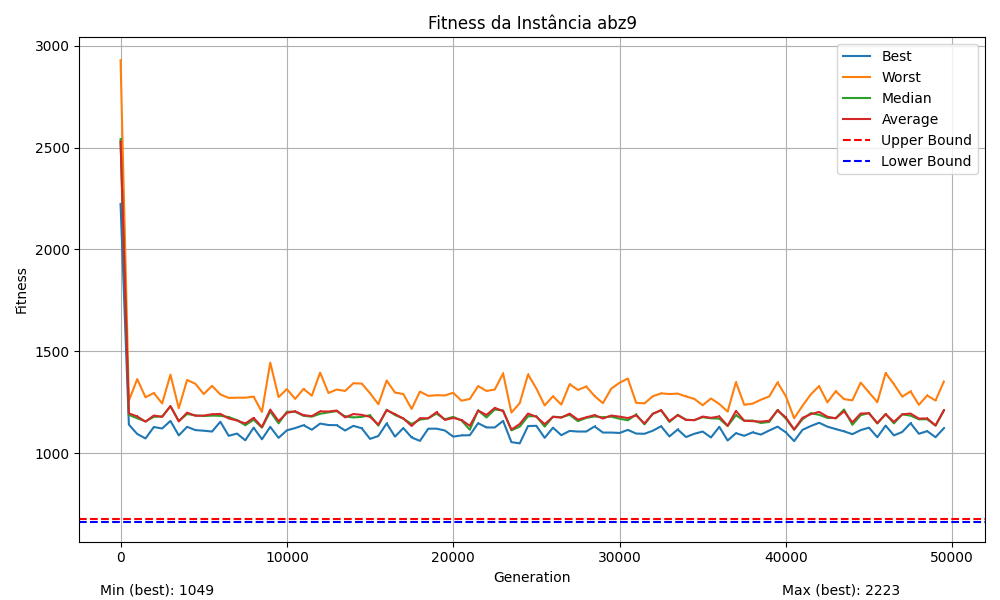 Fitness da Instância abz9
Fitness
3000
2500
2000
1500
1000
Best
Worst
Median
Average
Upper Bound
Lower Bound
0 10000 20000 30000 40000 50000
Generation
Min (best): 1049 Max (best): 2223